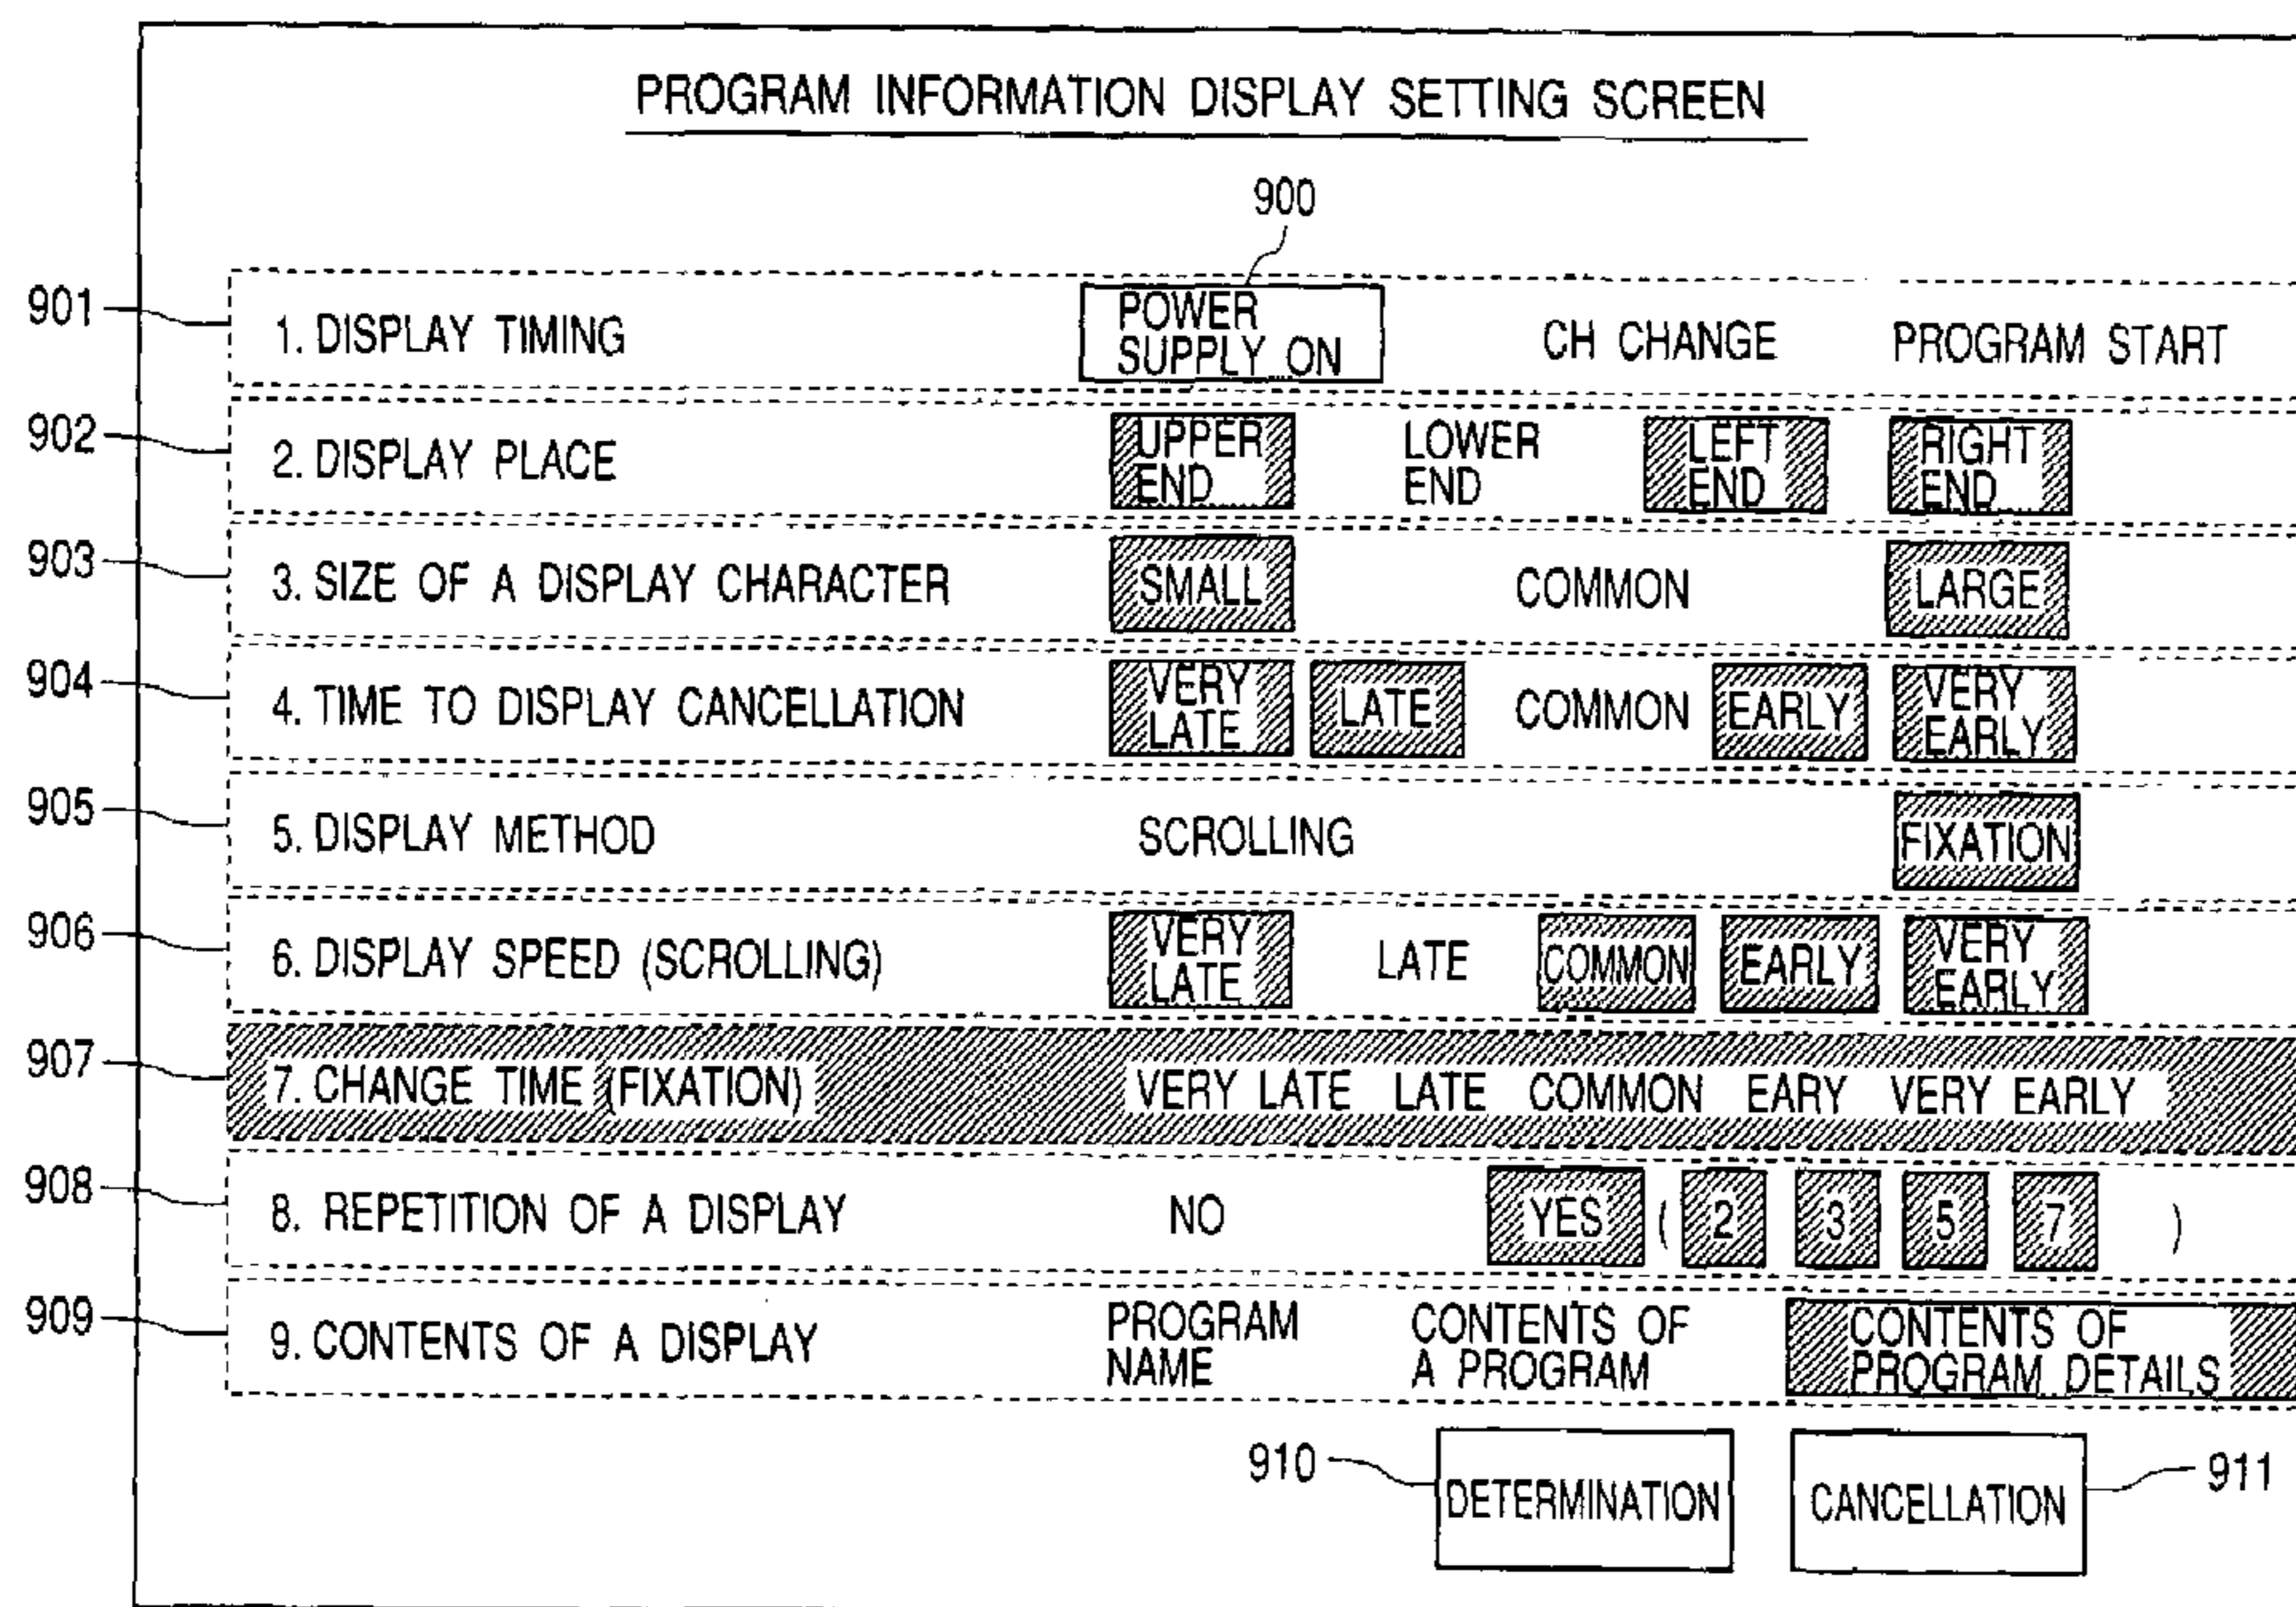 PROGRAM INFORMATION DISPLAY SETTING SCREEN
900
901
1. DISPLAY TIMING
POWER
SUPPLY ON
CH CHANGE
PROGRAM START
902
2. DISPLAY PLACE
UPPER
END
LOWER
END
LEFT
END
RIGHT
END
903
3. SIZE OF A DISPLAY CHARACTER
SMALL
COMMON
LARGE
904
4. TIME TO DISPLAY CANCELLATION
VERY
LATE
LATE
COMMON
EARLY
VERY
EARLY
905
5. DISPLAY METHOD
SCROLLING
FIXATION
906
6. DISPLAY SPEED (SCROLLING)
VERY
LATE
LATE
COMMON
EARLY
VERY
EARLY
907
7. CHANGE TIME (FIXATION)
VERY LATE LATE COMMON EARY VERY EARLY
908
8. REPETITION OF A DISPLAY
NO
YES ( 2 3 5 7 )
909
9. CONTENTS OF A DISPLAY
PROGRAM
NAME
CONTENTS OF
A PROGRAM
CONTENTS OF
PROGRAM DETAILS
910
DETERMINATION
CANCELLATION
911